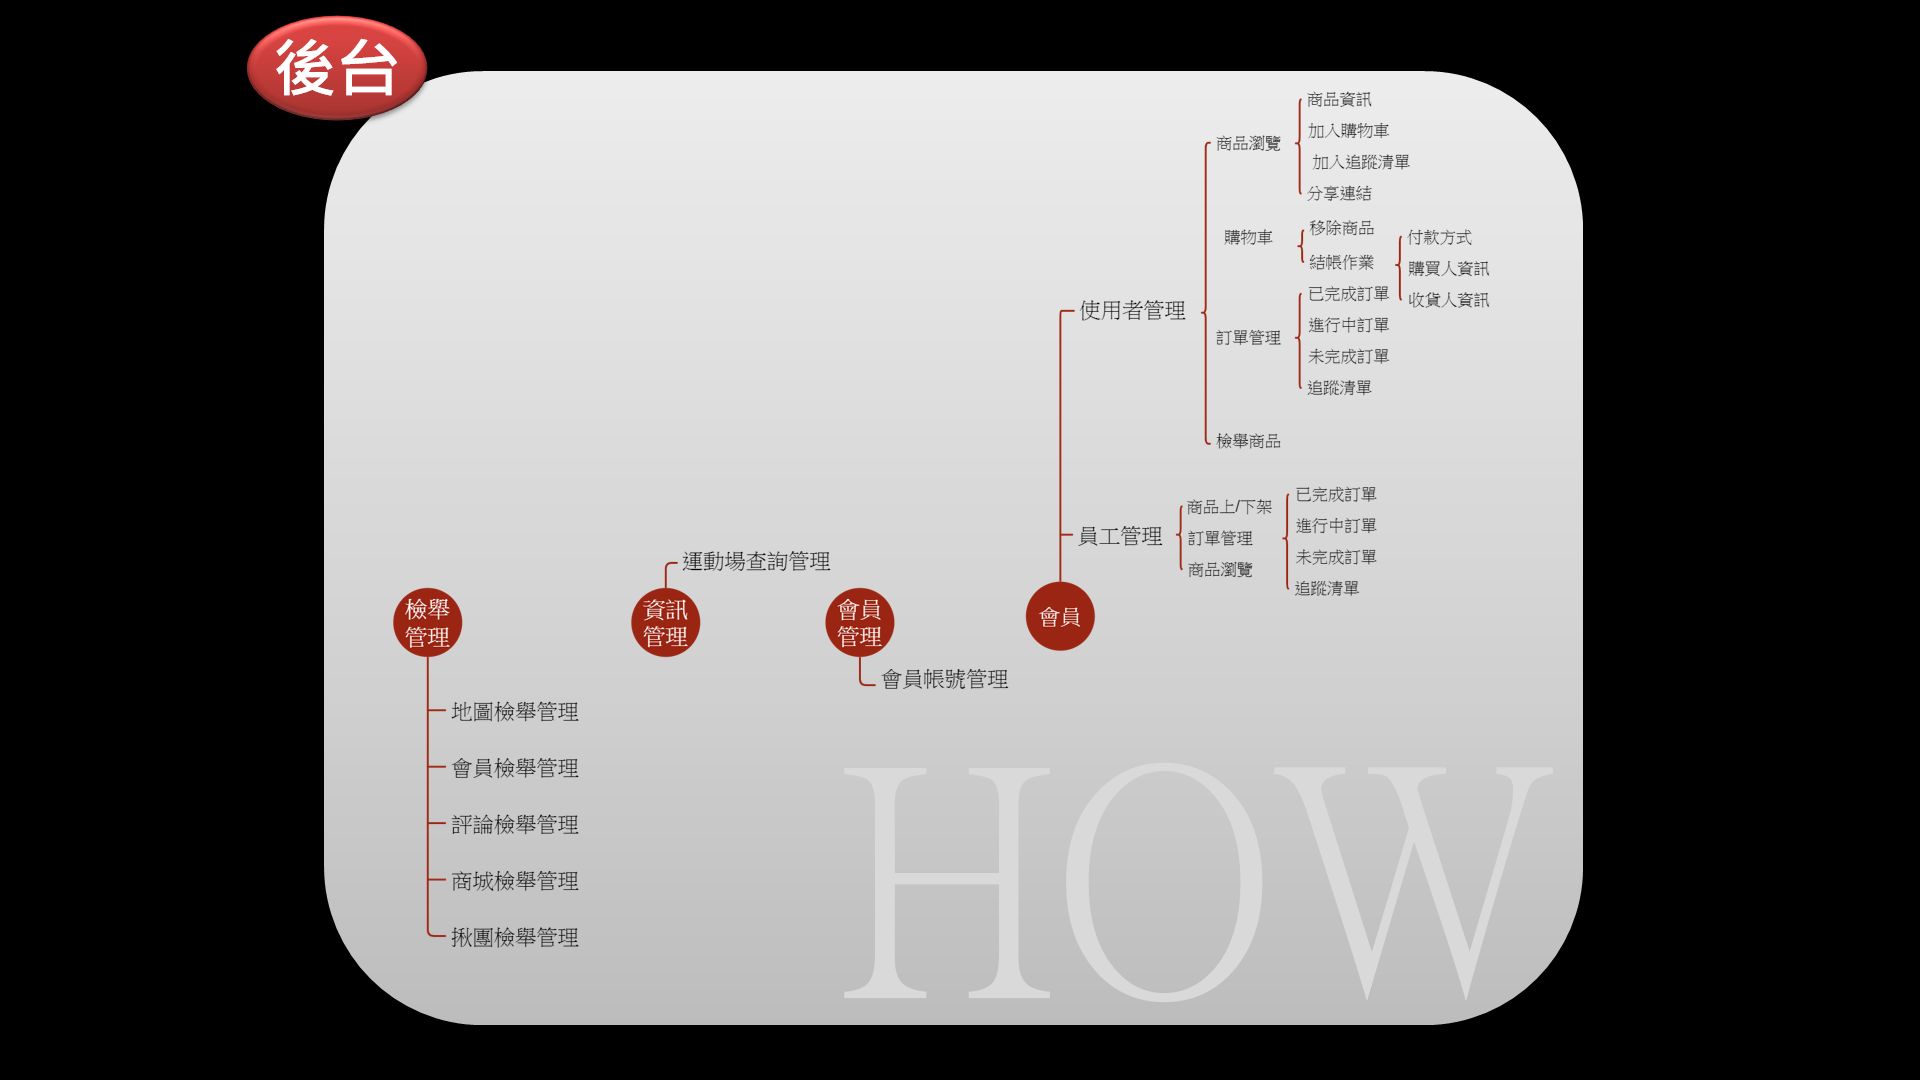 後台
商品資訊
加入購物車
商品瀏覽
加入追蹤清單
分享連結
移除商品
購物車
付款方式
結帳作業
購買人資訊
已完成訂單
收貨人資訊
使用者管理
進行中訂單
訂單管理
未完成訂單
追蹤清單
檢舉商品
已完成訂單
商品上/下架
進行中訂單
員工管理
訂單管理
未完成訂單
商品瀏覽
追蹤清單
運動場查詢管理
檢舉
管理
資訊
管理
會員
管理
會員
會員帳號管理
地圖檢舉管理
會員檢舉管理
評論檢舉管理
商城檢舉管理
揪團檢舉管理
HOW